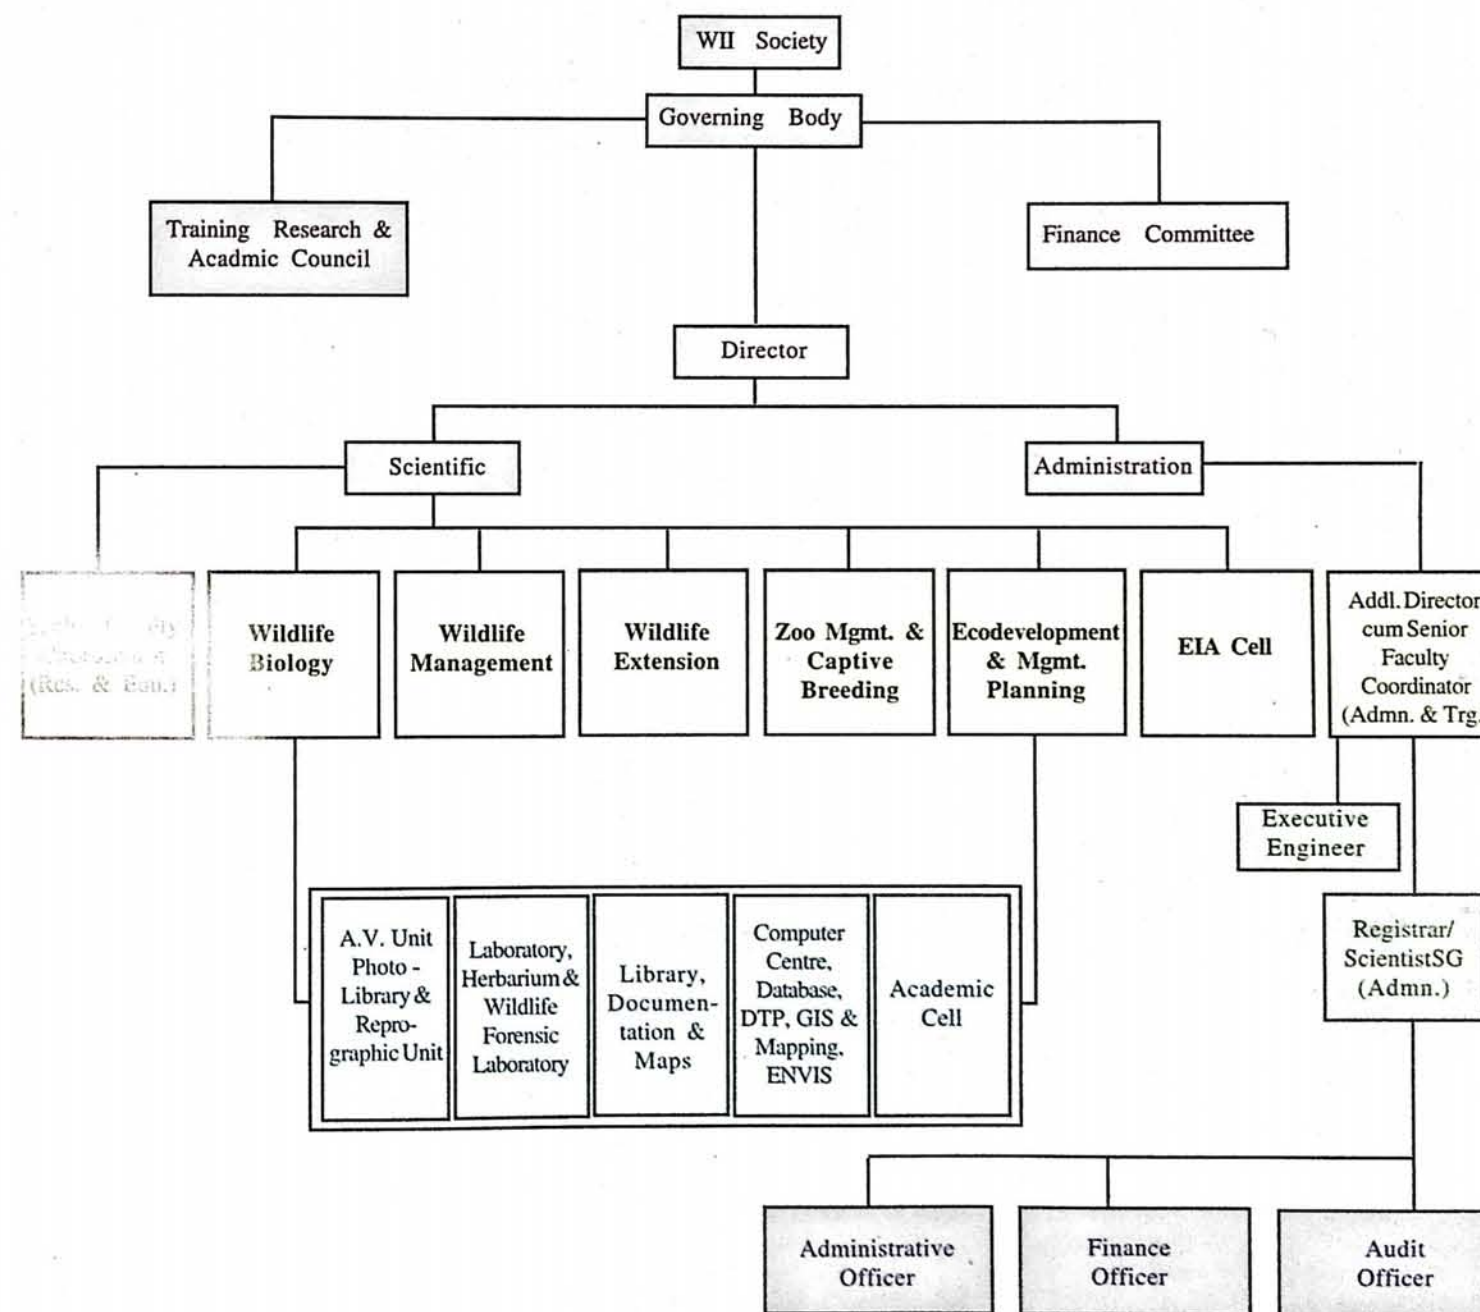 WII Society
Governing Body
Training Research &
Acadmic Council
Finance Committee
Director
Scientific
Administration
(Res. &
Wildlife
Biology
Wildlife
Management
Wildlife
Extension
Zoo Mgmt. &
Captive
Breeding
Ecodevelopment
& Mgmt.
Planning
EIA Cell
Addl. Director
cum Senior
Faculty
Coordinator
(Admn. & Trg.
Executive
Engineer
A.V. Unit
Photo -
Library &
Repro-
graphic Unit
Laboratory,
Herbarium &
Wildlife
Forensic
Laboratory
Library,
Documen-
tation &
Maps
Computer
Centre,
Database,
DTP, GIS &
Mapping,
ENVIS
Academic
Cell
Registrar/
ScientistSG
(Admn.)
Administrative
Officer
Finance
Officer
Audit
Officer